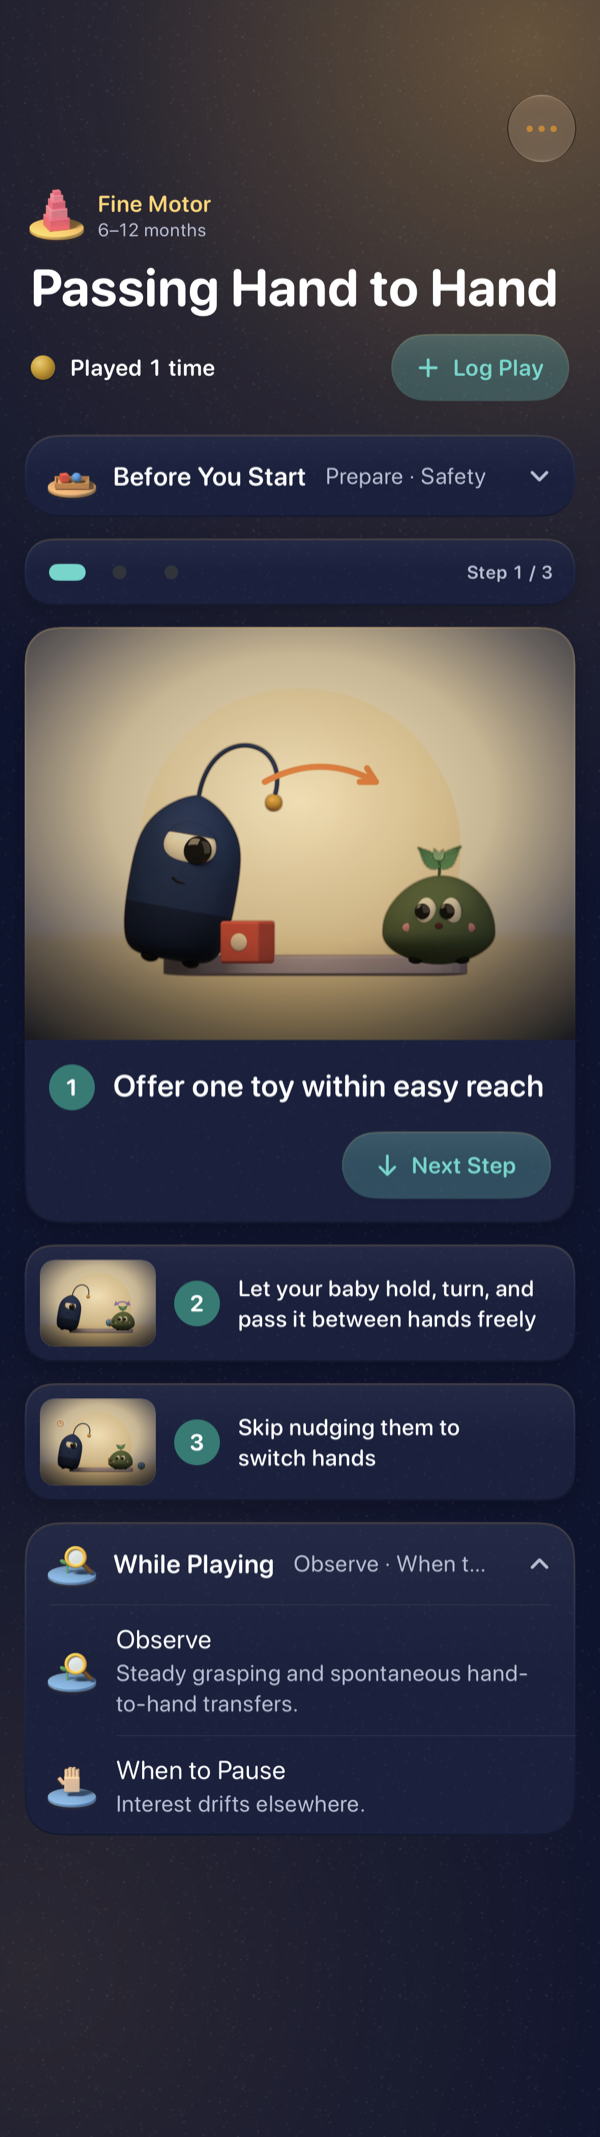 Fine Motor
6–12 months
Passing Hand to Hand
Played 1 time
Log Play
Before You Start Prepare · Safety
Step 1 / 3
1 Offer one toy within easy reach
Next Step
2 Let your baby hold, turn, and
pass it between hands freely
3 Skip nudging them to
switch hands
While Playing Observe · When t...
Observe
Steady grasping and spontaneous hand-
to-hand transfers.
When to Pause
Interest drifts elsewhere.